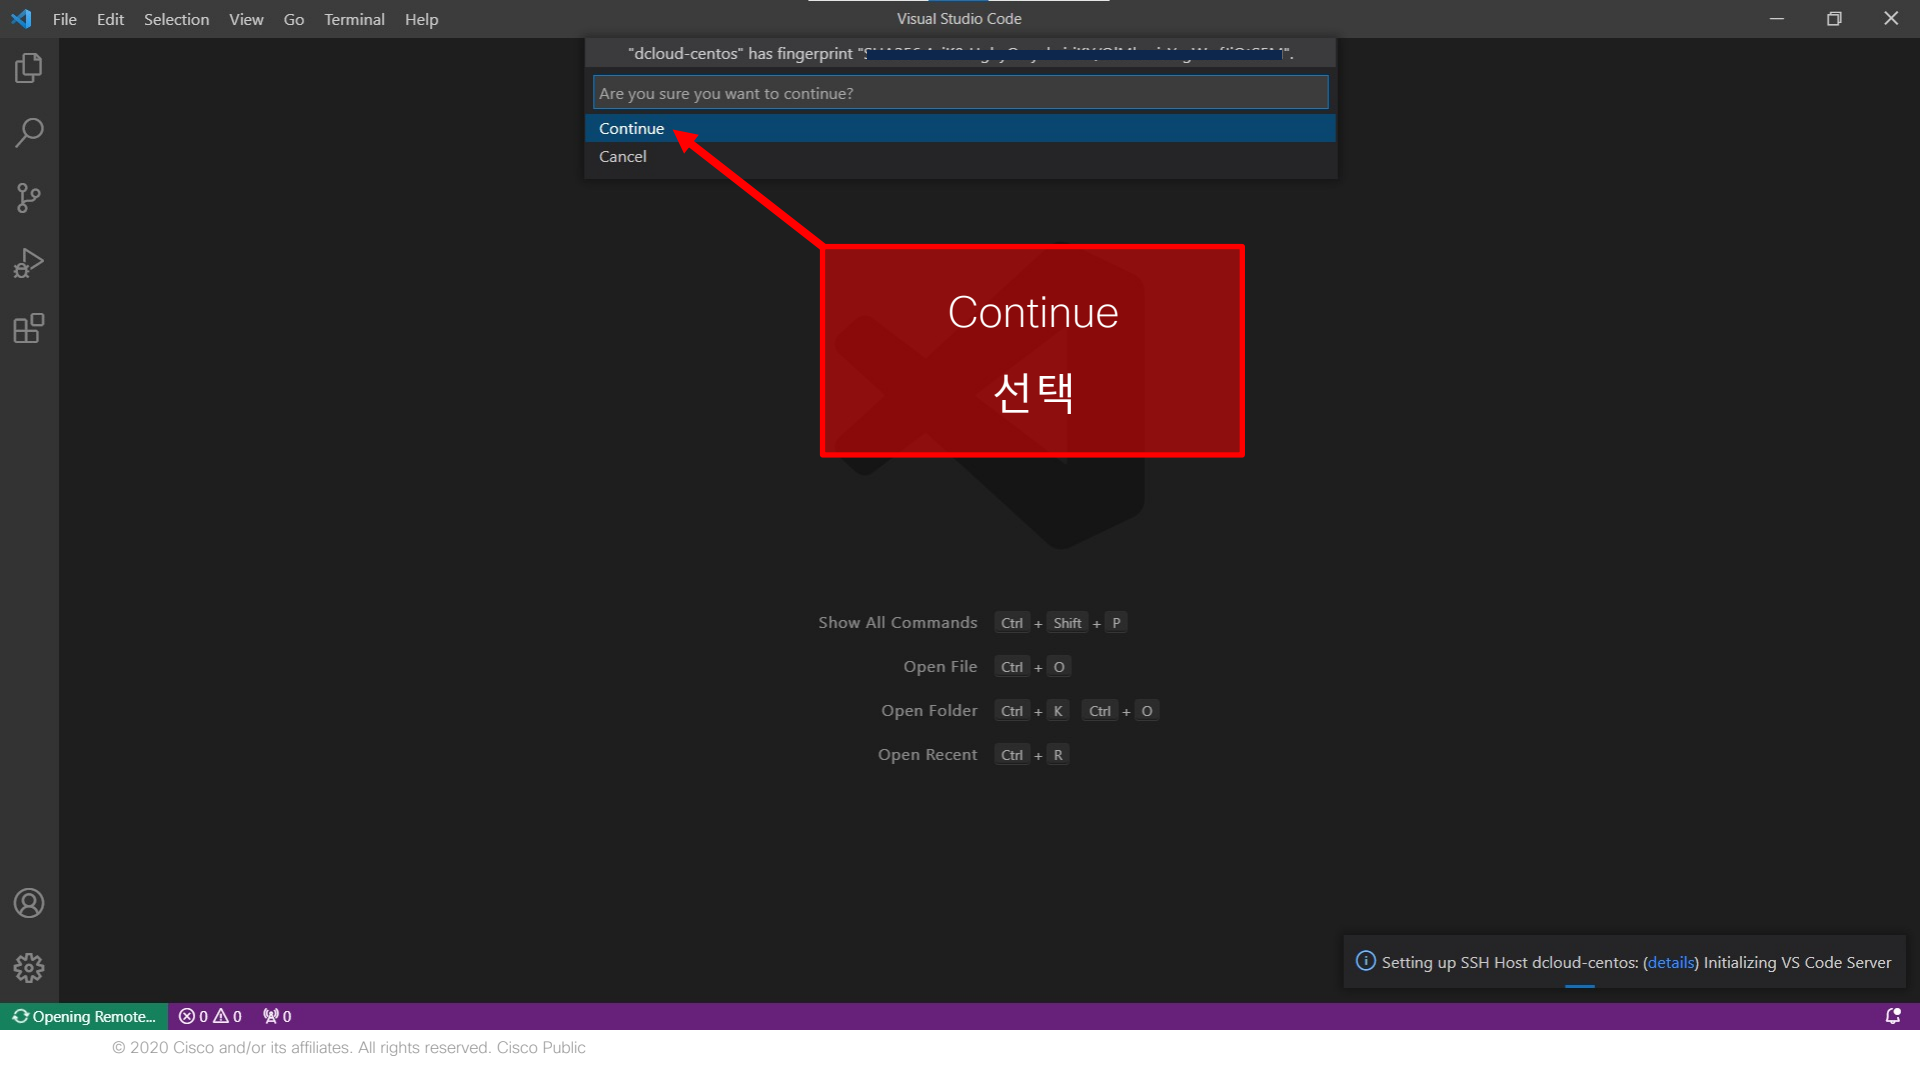 File Edit Selection View Go Terminal Help
Visual Studio Code
"dcloud-centos" has fingerprint "
".
Are you sure you want to continue?
Continue
Cancel
Continue
선택
Show All Commands Ctrl + Shift + P
Open File Ctrl + O
Open Folder Ctrl + K Ctrl + O
Open Recent Ctrl + R
Setting up SSH Host dcloud-centos: (details) Initializing VS Code Server
Opening Remote... 0 0 0
© 2020 Cisco and/or its affiliates. All rights reserved. Cisco Public